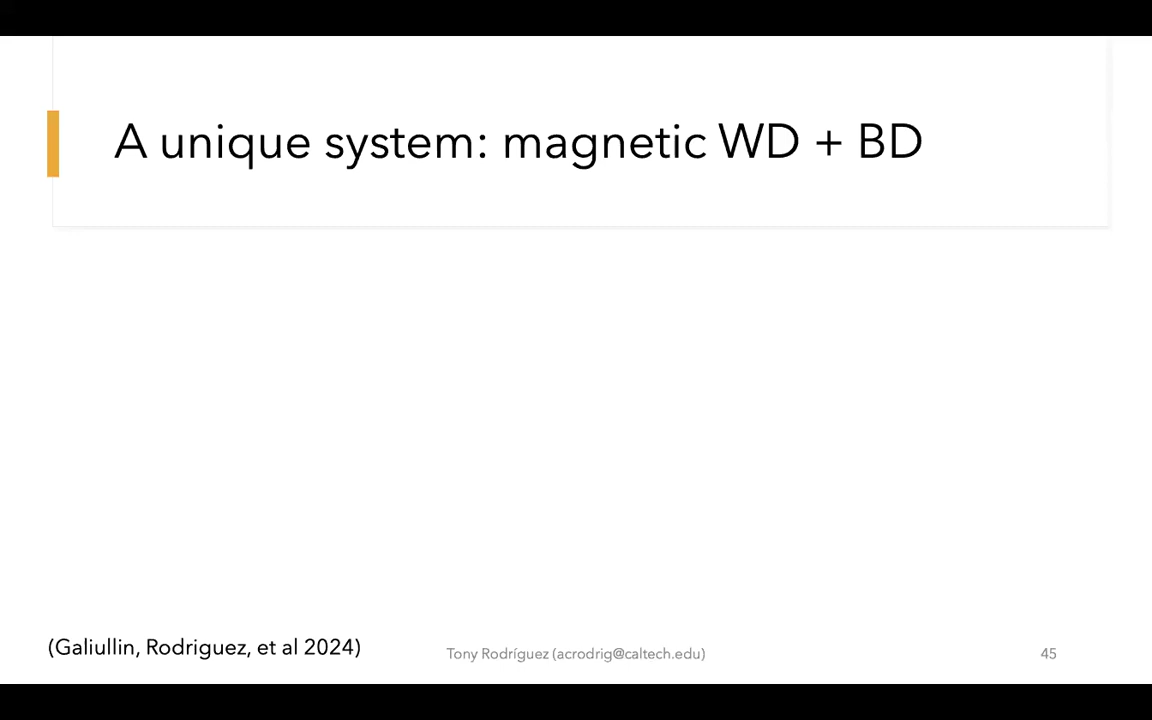 A unique system: magnetic WD + BD
(Galiullin, Rodriguez, et al 2024)
Tony Rodríguez (acrodrig@caltech.edu)
45